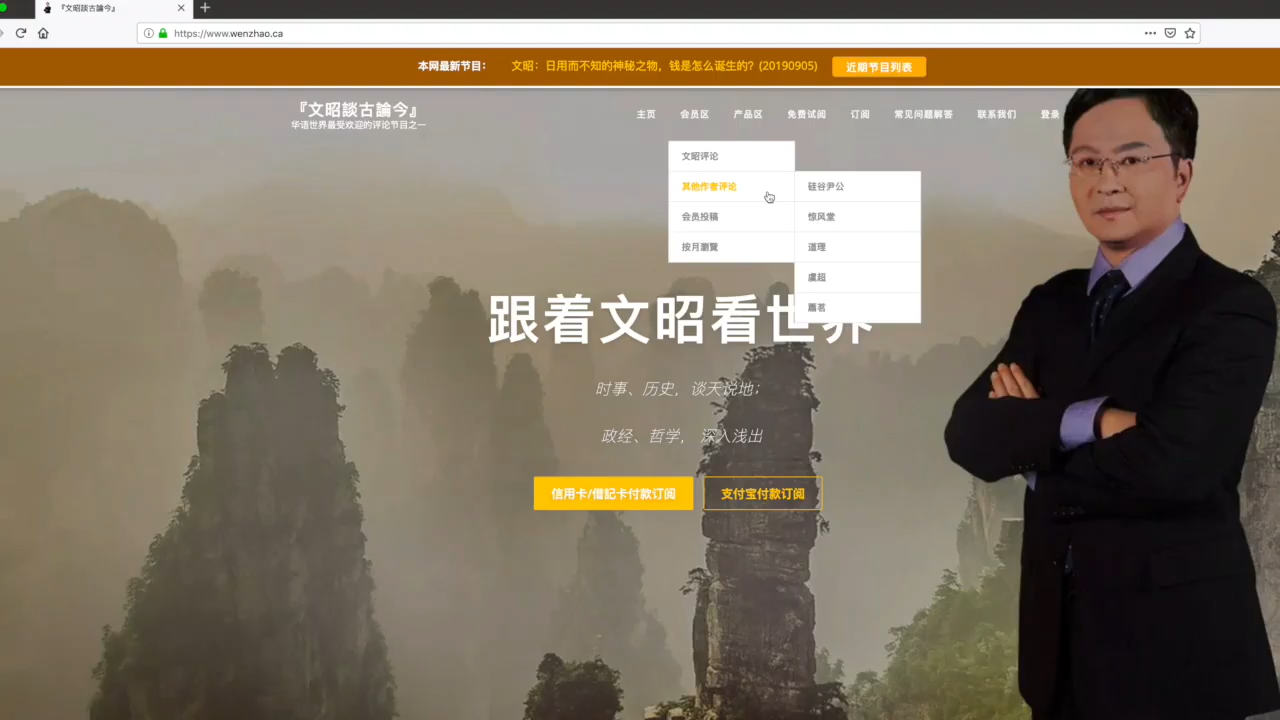 『文昭談古論今』
https://www.wenzhao.ca
本网最新节目：
文昭：日用而不知的神秘之物，钱是怎么诞生的？(20190905)
近期节目列表
『文昭談古論今』
华语世界最受欢迎的评论节目之一
主页
会员区
产品区
免费试阅
订阅
常见问题解答
联系我们
登录
文昭评论
其他作者评论
会员投稿
按月瀏覽
硅谷尹公
惊风堂
道理
虞超
蕭茗
跟着文昭看世界
时事、历史，谈天说地；
政经、哲学， 深入浅出
信用卡/借記卡付款订阅
支付宝付款订阅